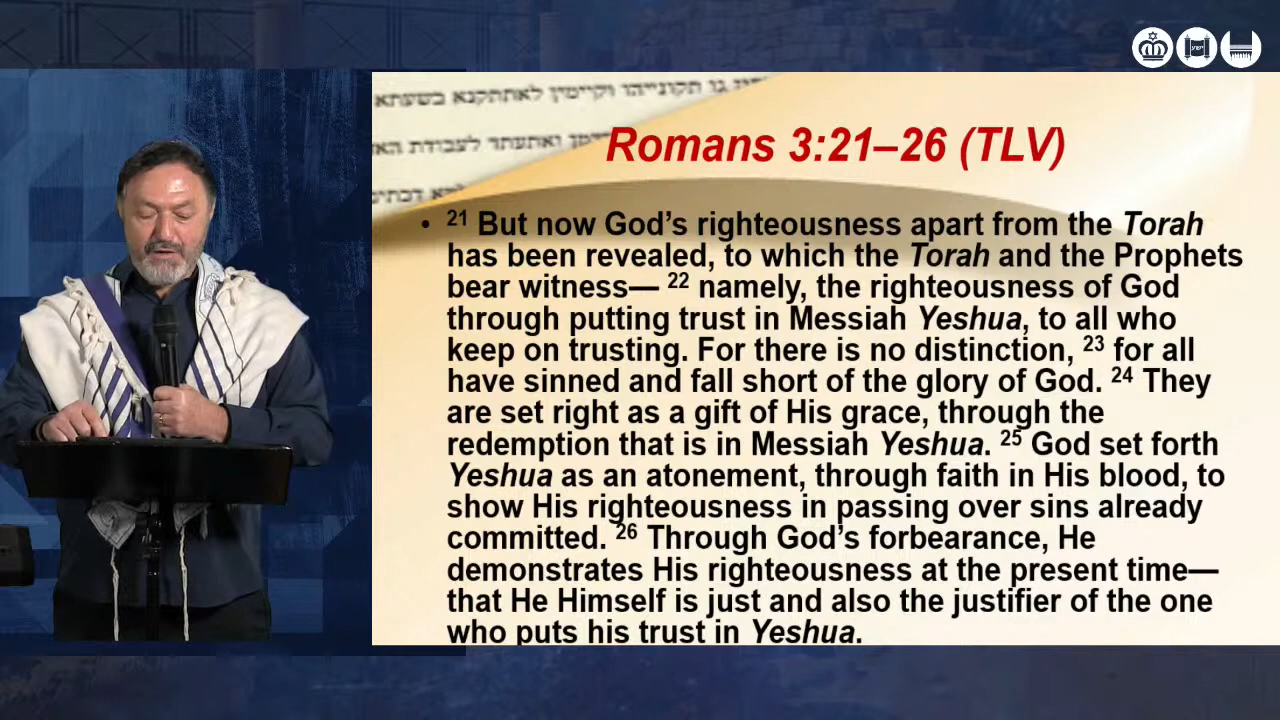 תקונייהו וקיימין לאתתקנא בשעתא
ואתעתד לעבודת
Romans 3:21–26 (TLV)
• 21 But now God’s righteousness apart from the Torah
has been revealed, to which the Torah and the Prophets
bear witness— 22 namely, the righteousness of God
through putting trust in Messiah Yeshua, to all who
keep on trusting. For there is no distinction, 23 for all
have sinned and fall short of the glory of God. 24 They
are set right as a gift of His grace, through the
redemption that is in Messiah Yeshua. 25 God set forth
Yeshua as an atonement, through faith in His blood, to
show His righteousness in passing over sins already
committed. 26 Through God’s forbearance, He
demonstrates His righteousness at the present time—
that He Himself is just and also the justifier of the one
who puts his trust in Yeshua.